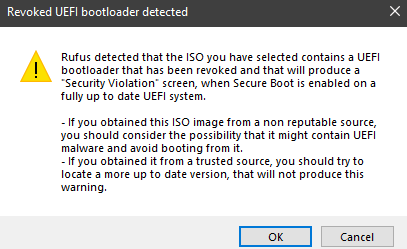 Revoked UEFI bootloader detected
Rufus detected that the ISO you have selected contains a UEFI
bootloader that has been revoked and that will produce a
"Security Violation" screen, when Secure Boot is enabled on a
fully up to date UEFI system.
- If you obtained this ISO image from a non reputable source,
you should consider the possibility that it might contain UEFI
malware and avoid booting from it.
- If you obtained it from a trusted source, you should try to
locate a more up to date version, that will not produce this
warning.
OK
Cancel